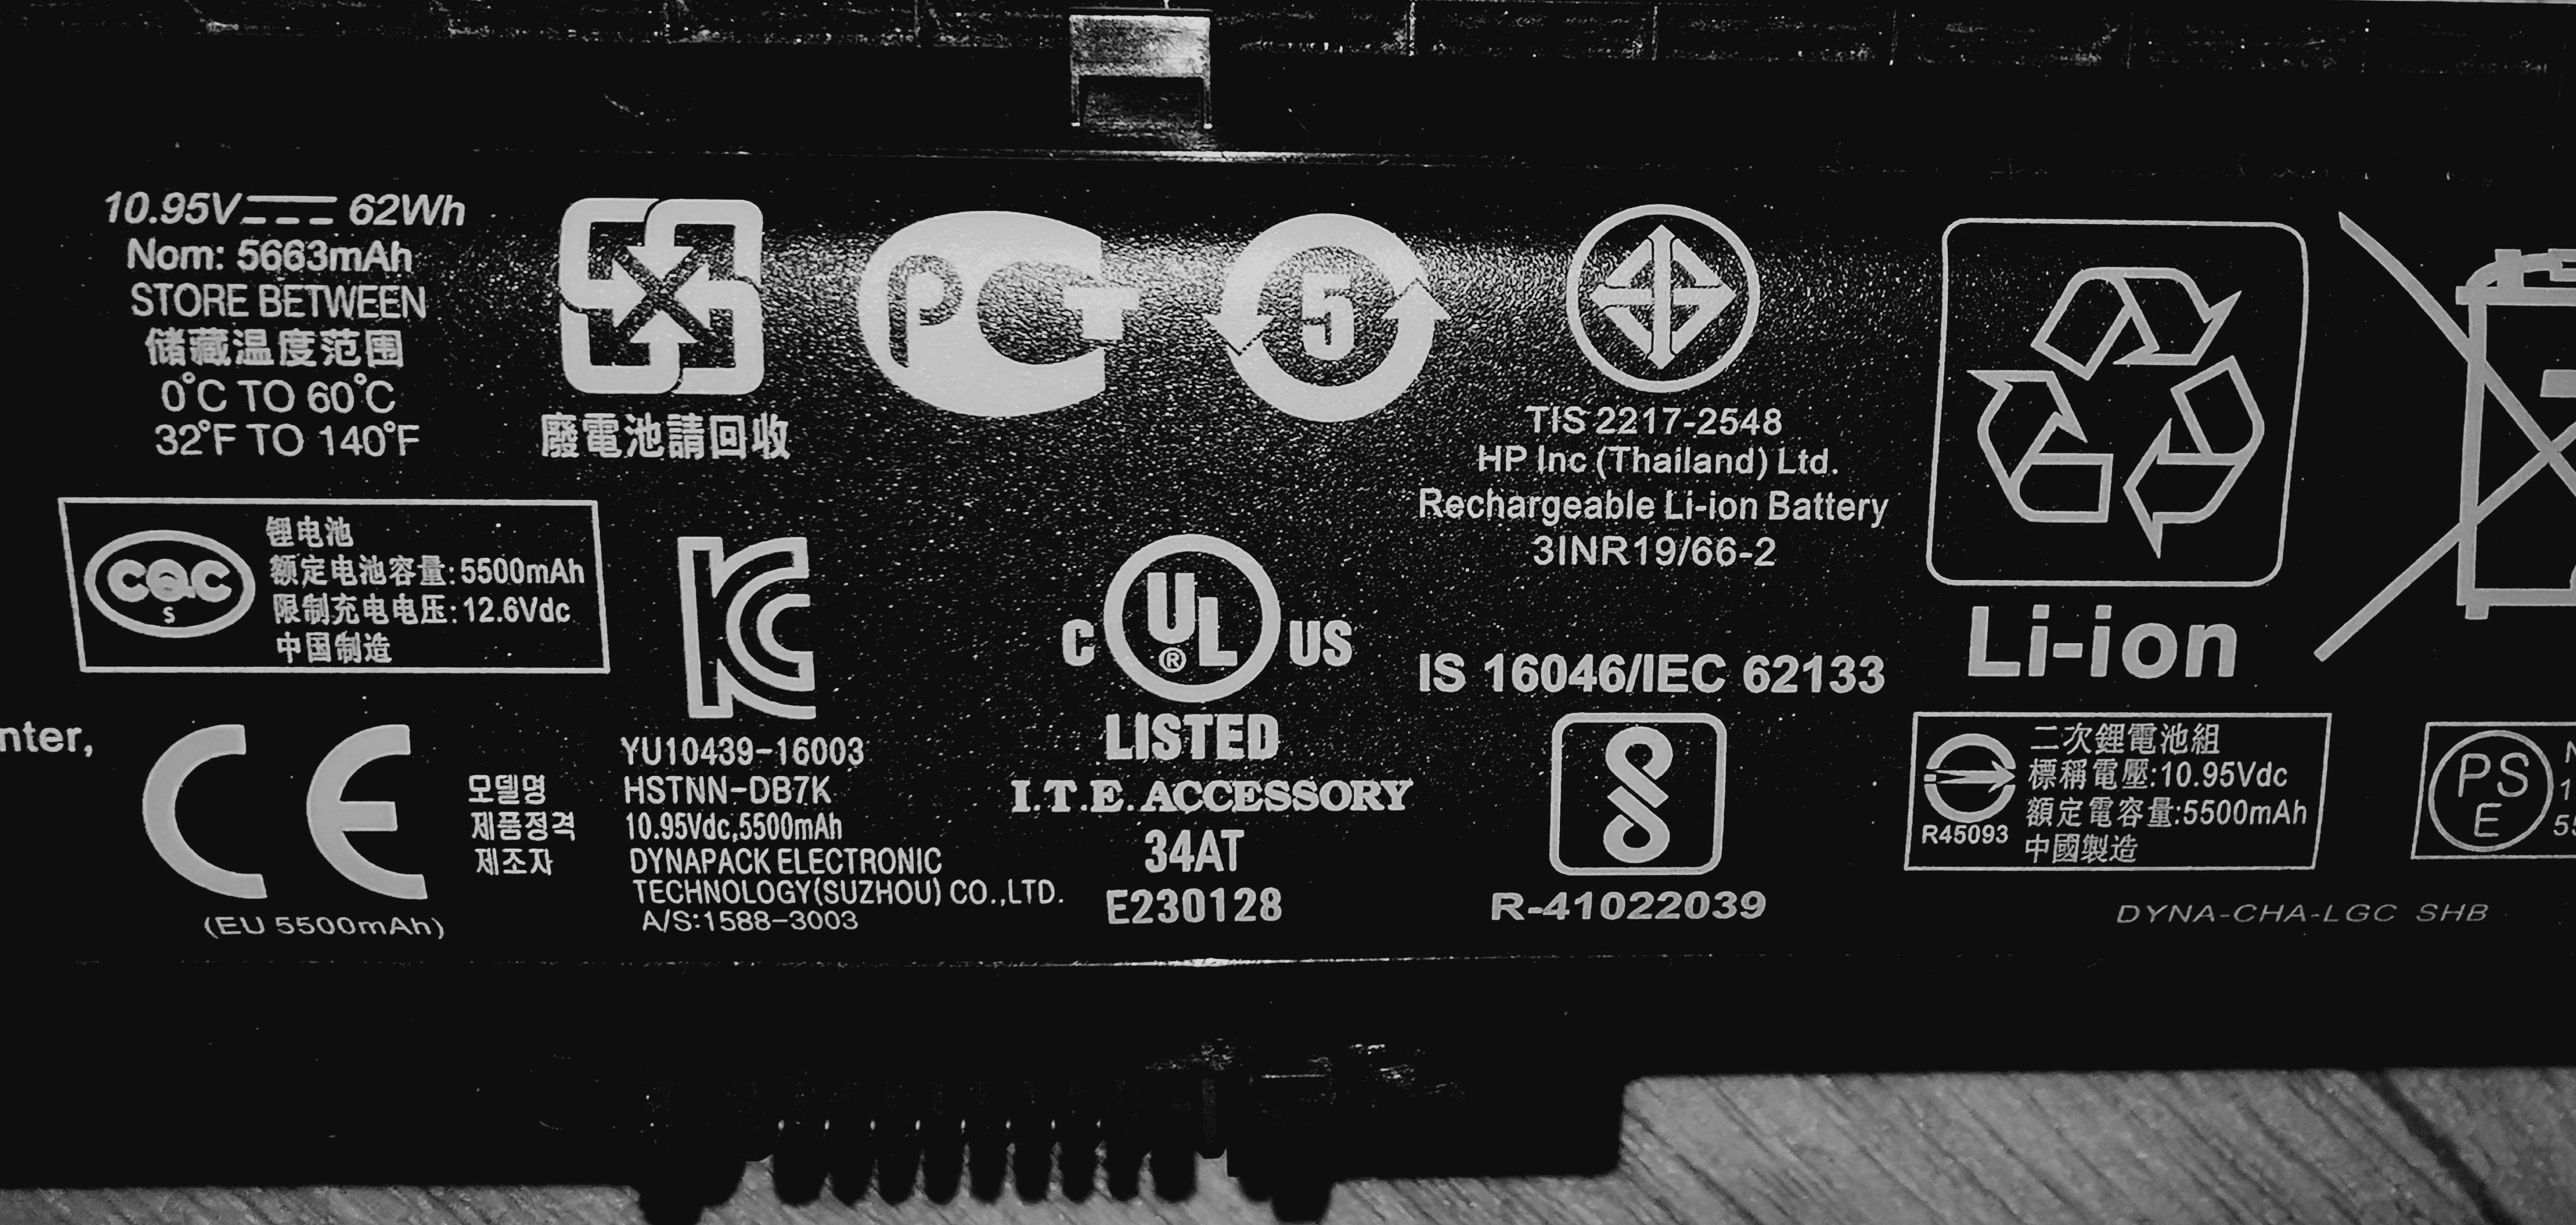 10.95V 62Wh
Nom: 5663mAh
STORE BETWEEN
储藏温度范围
0°C TO 60°C
32°F TO 140°F
廢電池請回收
РСТ
5
TIS 2217-2548
HP Inc (Thailand) Ltd.
Rechargeable Li-ion Battery
3INR19/66-2
Li-ion
CQC
S
锂电池
额定电池容量:5500mAh
限制充电电压:12.6Vdc
中国制造
KC
C UL® US
LISTED
I.T.E. ACCESSORY
34AT
E230128
IS 16046/IEC 62133
R-41022039
nter,
CE
(EU 5500mAh)
YU10439-16003
모델명 HSTNN-DB7K
제품정격 10.95Vdc,5500mAh
제조자 DYNAPACK ELECTRONIC
TECHNOLOGY(SUZHOU) CO.,LTD.
A/S:1588-3003
R45093
二次鋰電池組
標稱電壓:10.95Vdc
額定電容量:5500mAh
中國製造
PS
E
DYNA-CHA-LGC SHB